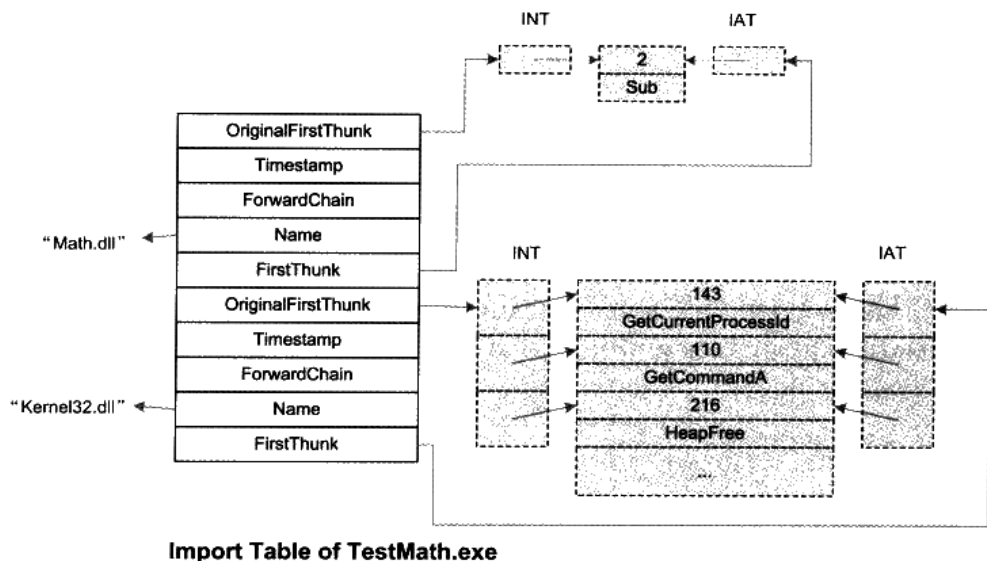 INT
IAT
2
Sub
OriginalFirstThunk
Timestamp
ForwardChain
"Math.dll"
Name
FirstThunk
INT
IAT
OriginalFirstThunk
143
GetCurrentProcessId
Timestamp
110
ForwardChain
GetCommandA
"Kernel32.dll"
Name
216
FirstThunk
HeapFree
...
Import Table of TestMath.exe